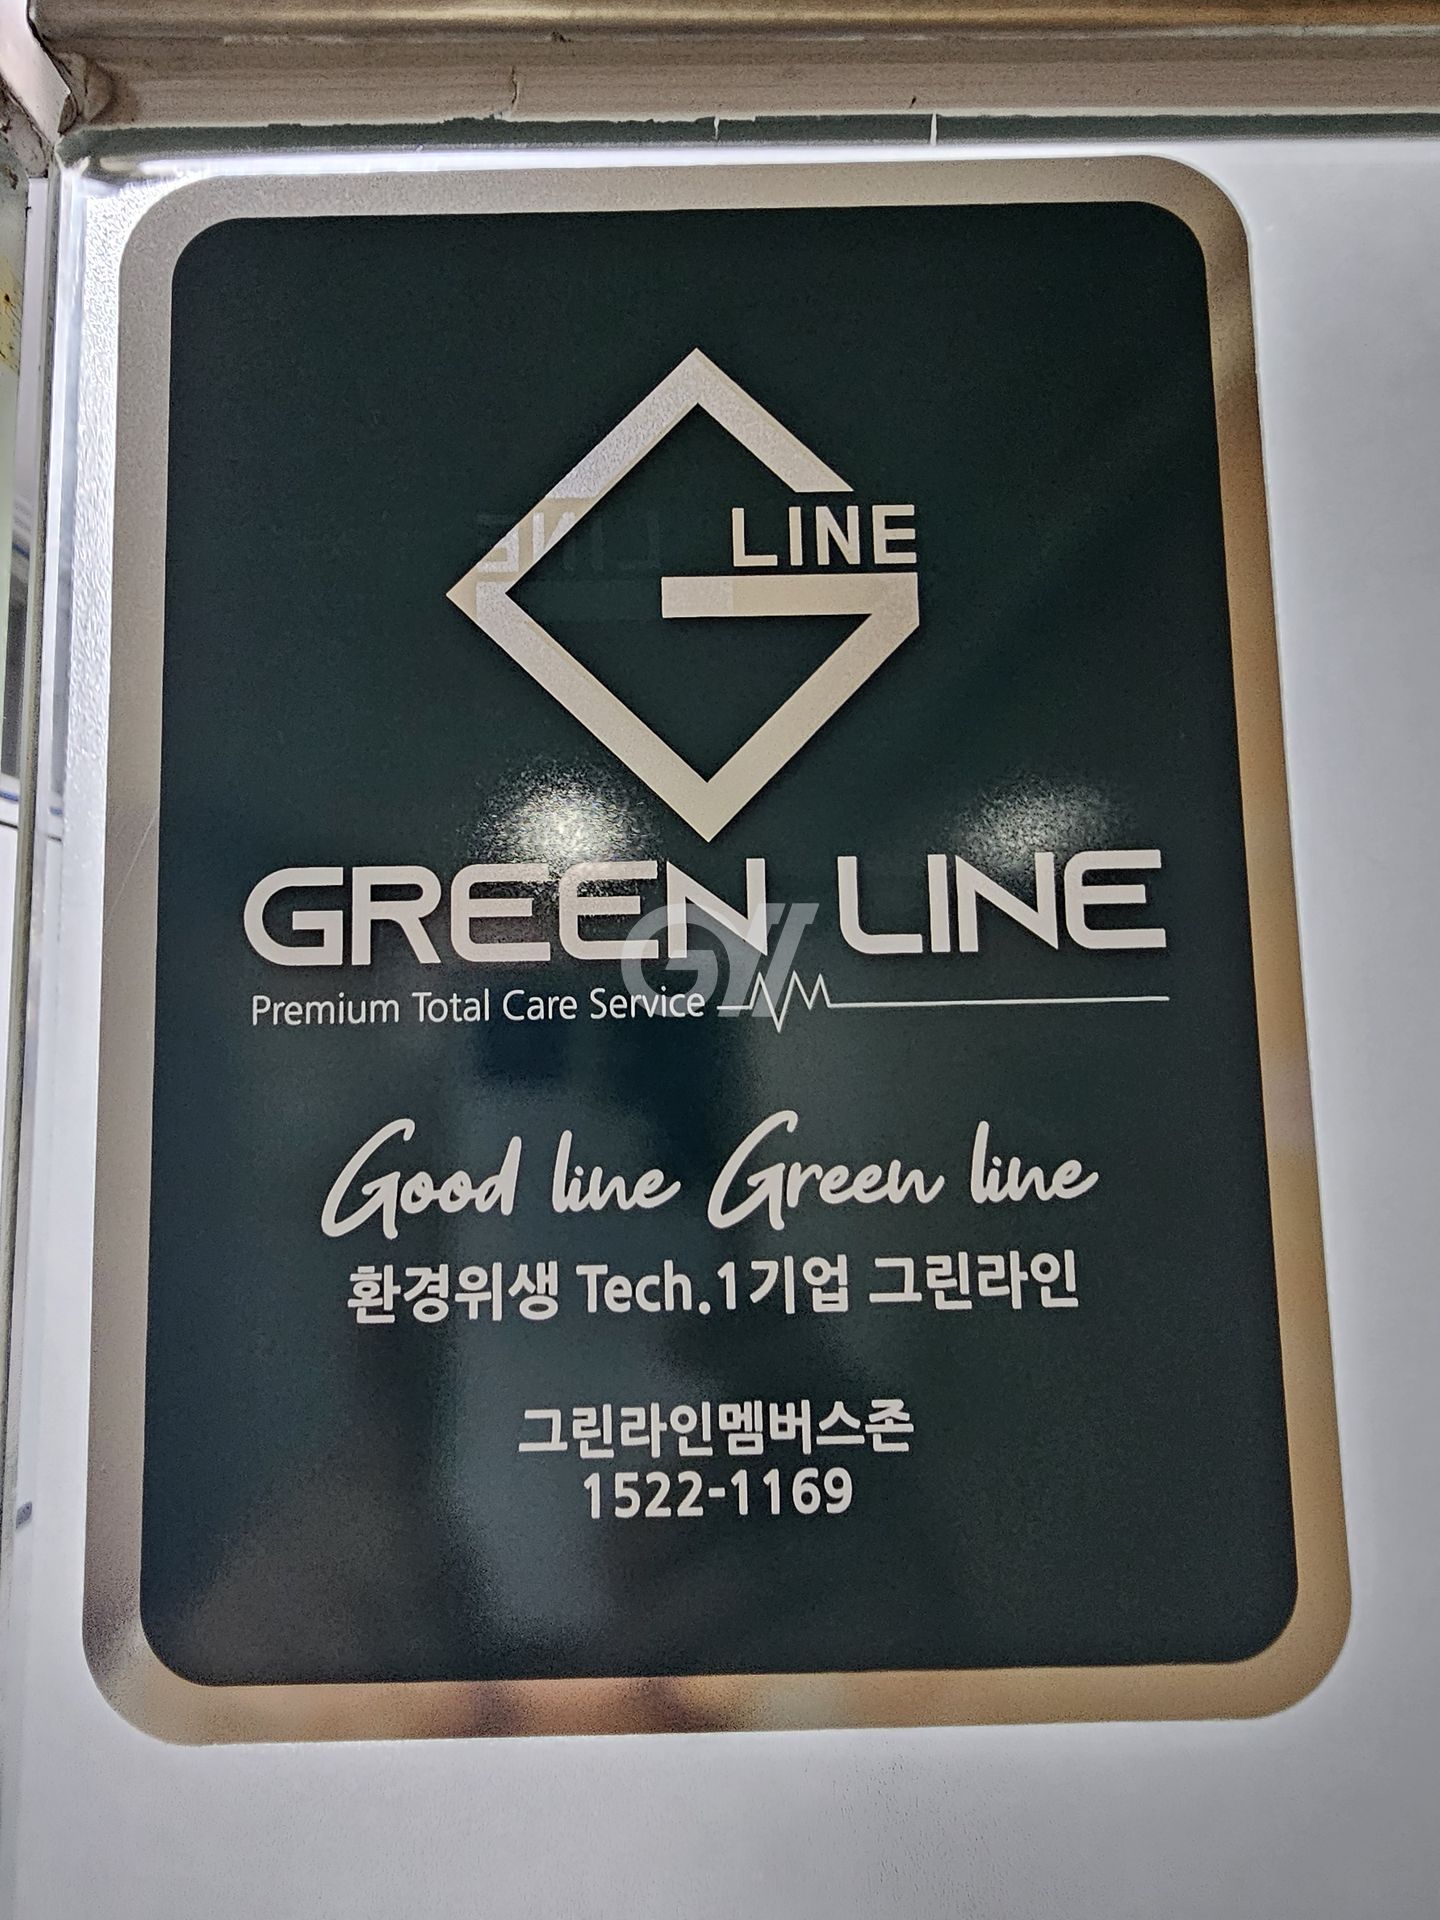 LINE
GREEN LINE
Premium Total Care Service
Good line Green line
환경위생 Tech.1기업 그린라인
그린라인멤버스존
1522-1169